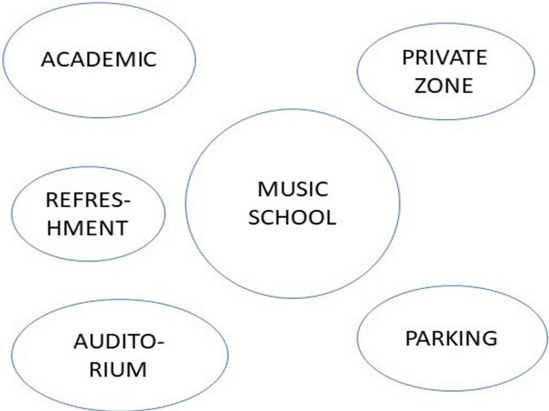 ACADEMIC
PRIVATE
ZONE
MUSIC
SCHOOL
REFRES-
HMENT
AUDITO-
RIUM
PARKING